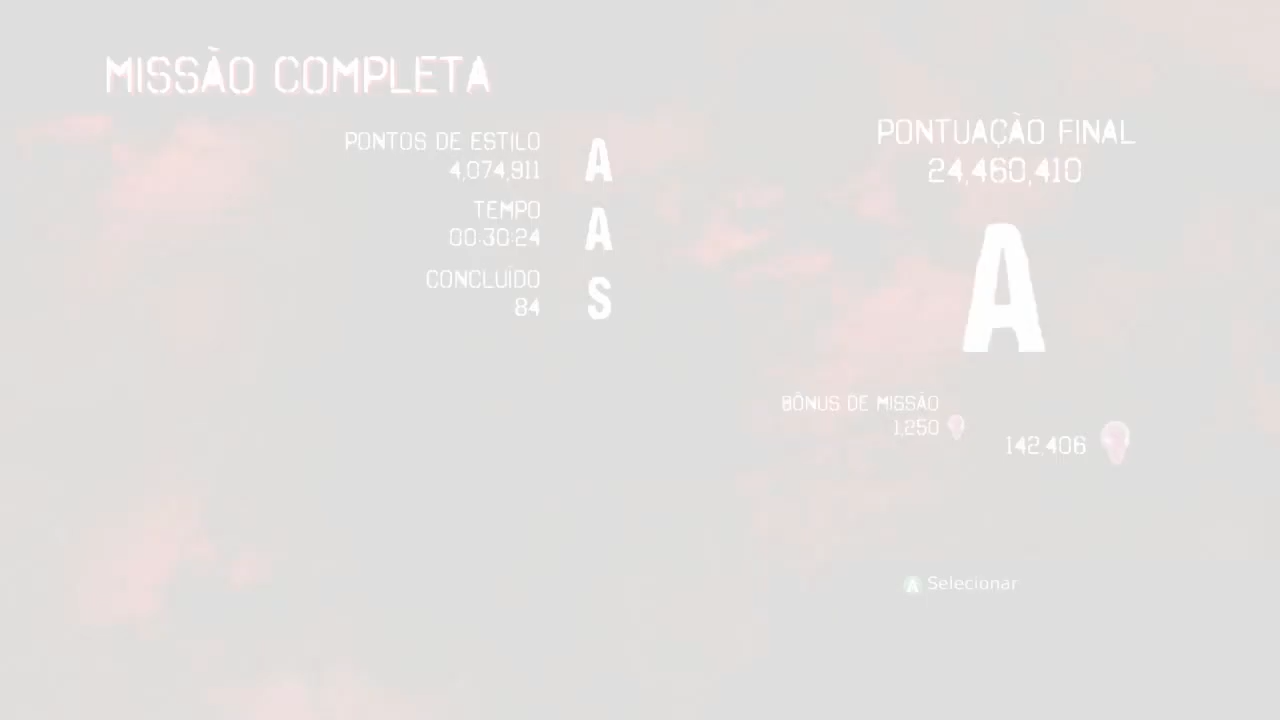 MISSÃO COMPLETA
PONTOS DE ESTILO
4,074,911 A
TEMPO
00:30:24 A
CONCLUÍDO
84 S
PONTUAÇÃO FINAL
24,460,410
A
BÔNUS DE MISSÃO
1,250
142,406
A Selecionar